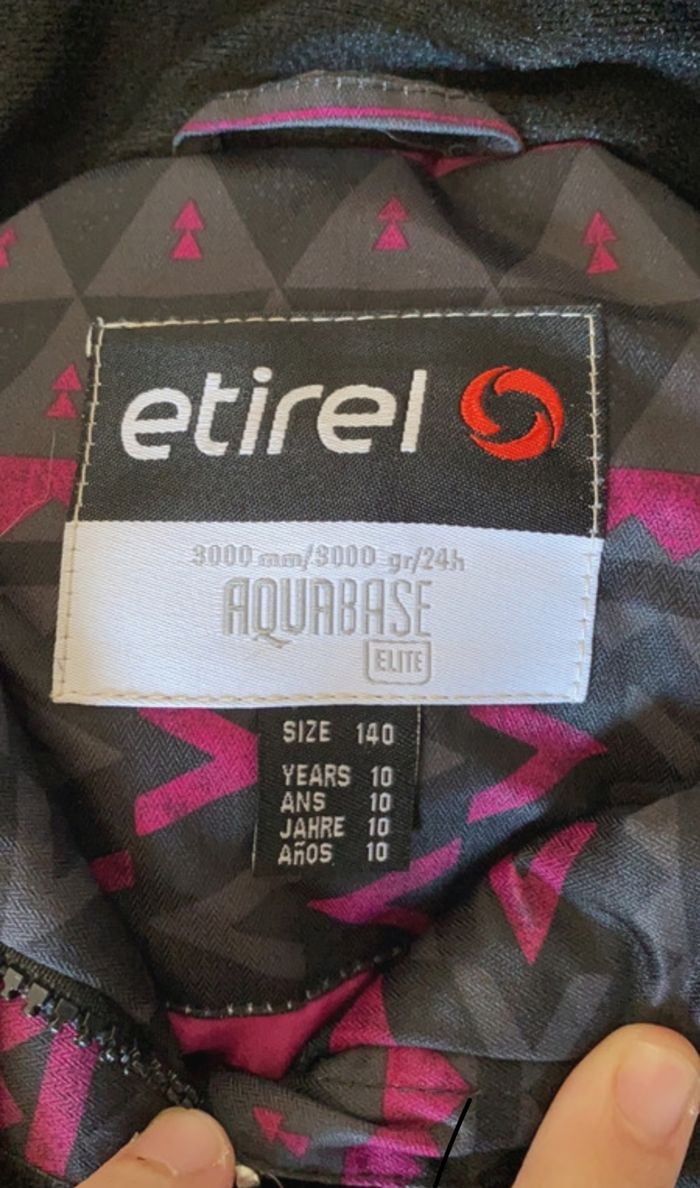 etirel
3000 mm/3000 gr/24h
AQUABASE
ELITE
SIZE 140
YEARS 10
ANS 10
JAHRE 10
AñOS 10